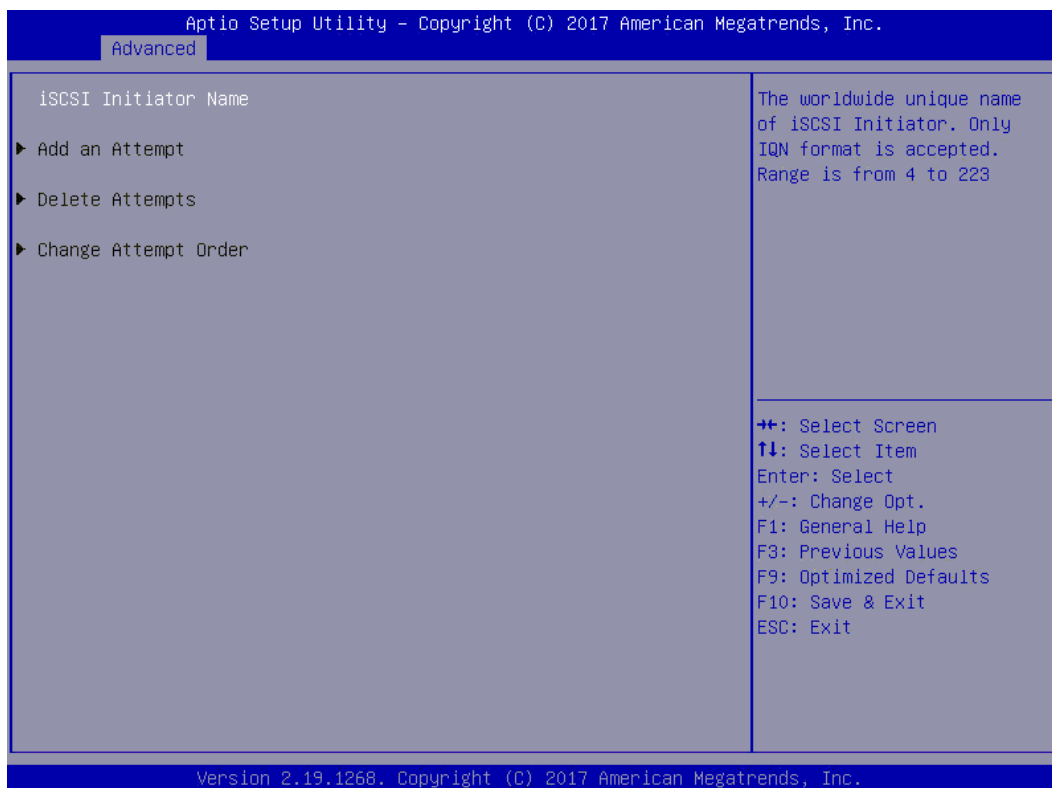 Aptio Setup Utility – Copyright (C) 2017 American Megatrends, Inc.
Advanced
iSCSI Initiator Name
▶ Add an Attempt
▶ Delete Attempts
▶ Change Attempt Order
The worldwide unique name
of iSCSI Initiator. Only
IQN format is accepted.
Range is from 4 to 223
→←: Select Screen
↑↓: Select Item
Enter: Select
+/-: Change Opt.
F1: General Help
F3: Previous Values
F9: Optimized Defaults
F10: Save & Exit
ESC: Exit
Version 2.19.1268. Copyright (C) 2017 American Megatrends, Inc.